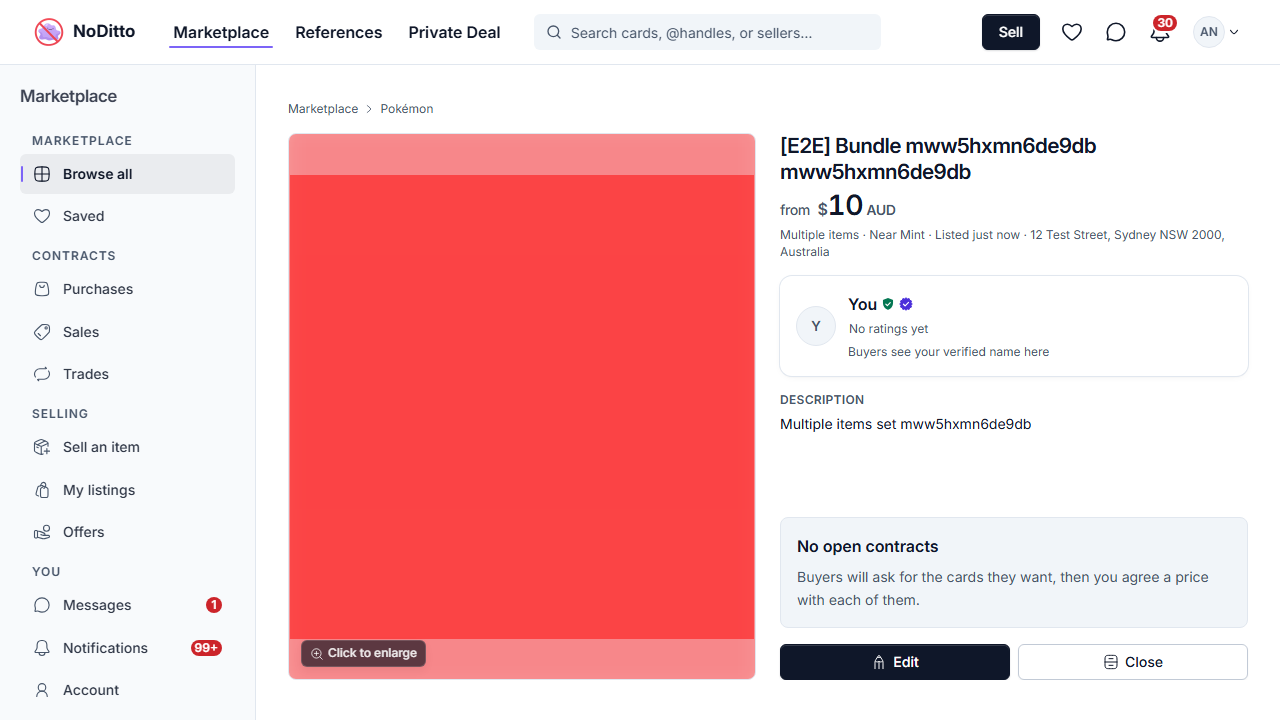 NoDitto
Marketplace
References
Private Deal
Search cards, @handles, or sellers...
Sell
30
AN
Marketplace
MARKETPLACE
Browse all
Saved
CONTRACTS
Purchases
Sales
Trades
SELLING
Sell an item
My listings
Offers
YOU
Messages
1
Notifications
99+
Account
Marketplace > Pokémon
Click to enlarge
[E2E] Bundle mww5hxmn6de9db
mww5hxmn6de9db
from $10 AUD
Multiple items · Near Mint · Listed just now · 12 Test Street, Sydney NSW 2000,
Australia
Y
You
No ratings yet
Buyers see your verified name here
DESCRIPTION
Multiple items set mww5hxmn6de9db
No open contracts
Buyers will ask for the cards they want, then you agree a price
with each of them.
Edit
Close